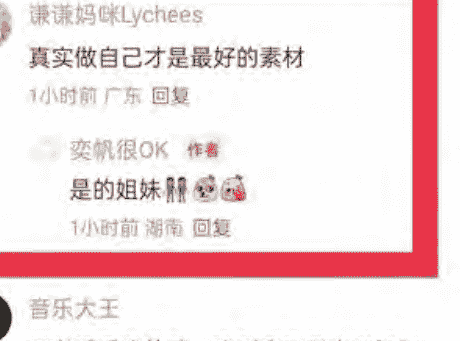 谦谦妈咪Lychees
真实做自己才是最好的素材
1小时前 广东 回复
奕帆很OK 作者
是的姐妹👭
1小时前 湖南 回复
音乐大王